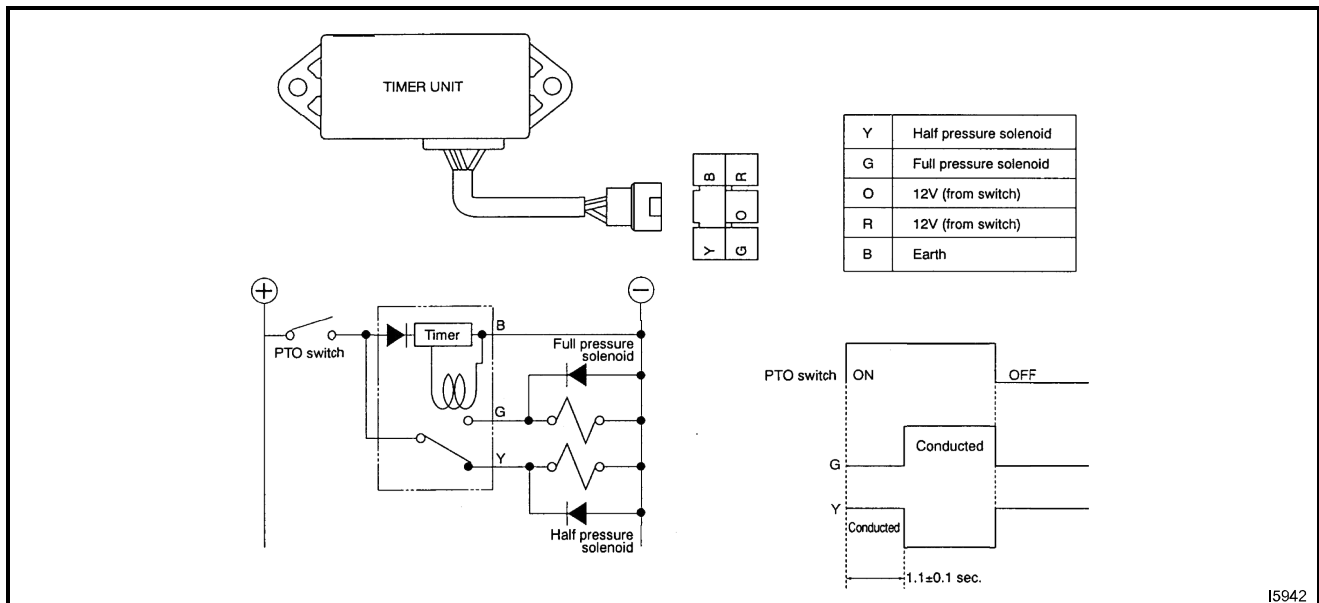 TIMER UNIT
B R
O
Y G
Y Half pressure solenoid
G Full pressure solenoid
O 12V (from switch)
R 12V (from switch)
B Earth
+
−
PTO switch
Timer
B
Full pressure
solenoid
G
Y
Half pressure
solenoid
PTO switch ON OFF
G Conducted
Y
Conducted
1.1±0.1 sec.
I5942